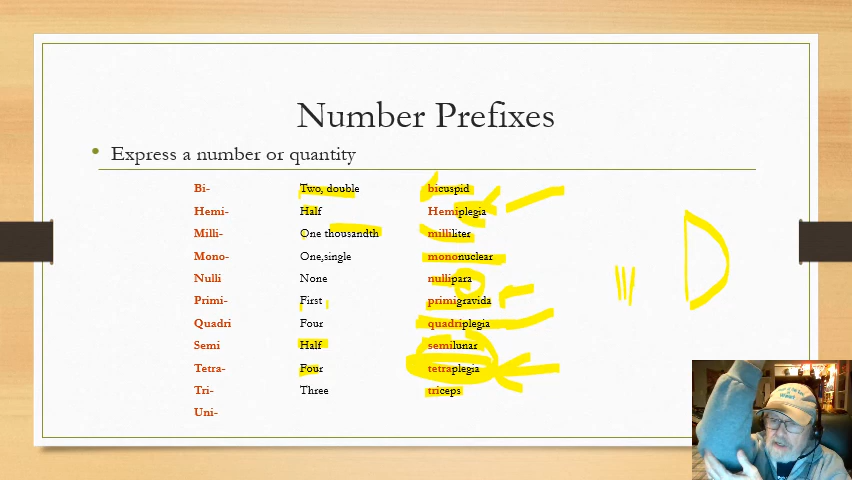 Number Prefixes
• Express a number or quantity
Bi- Two, double bicuspid
Hemi- Half Hemiplegia
Milli- One thousandth milliliter
Mono- One,single mononuclear
Nulli None nullipara
Primi- First primigravida
Quadri Four quadriplegia
Semi Half semilunar
Tetra- Four tetraplegia
Tri- Three triceps
Uni-